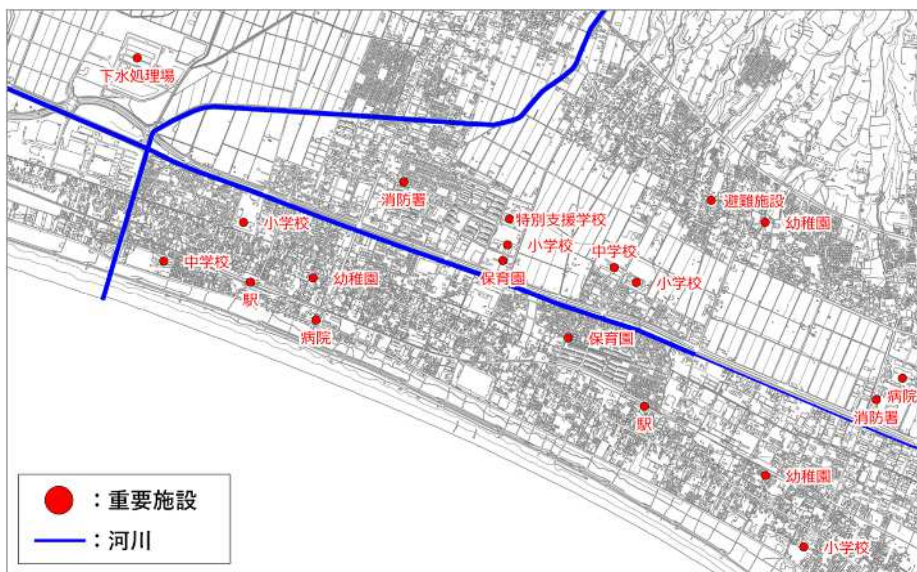 下水処理場
消防署
避難施設
特別支援学校
小学校
幼稚園
小学校
中学校
中学校
保育園
小学校
駅
幼稚園
病院
保育園
病院
消防署
駅
幼稚園
小学校
：重要施設
：河川